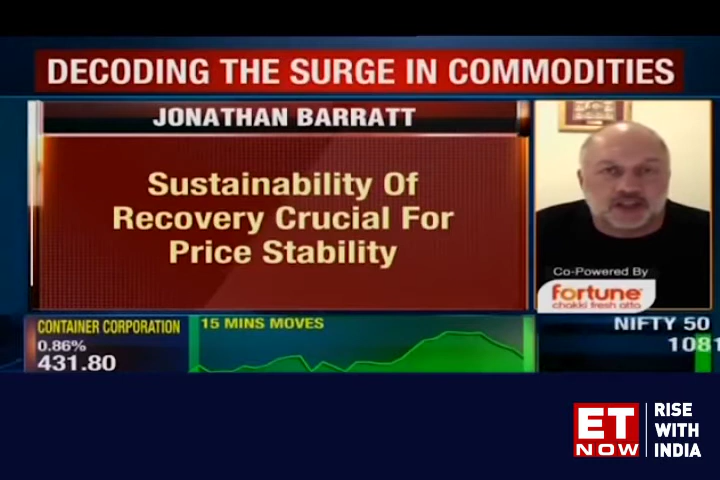 DECODING THE SURGE IN COMMODITIES
JONATHAN BARRATT
Sustainability Of
Recovery Crucial For
Price Stability
Co-Powered By
fortune
chakki fresh atta
CONTAINER CORPORATION
0.86%
431.80
15 MINS MOVES
NIFTY 50
1081
ET
NOW
RISE
WITH
INDIA